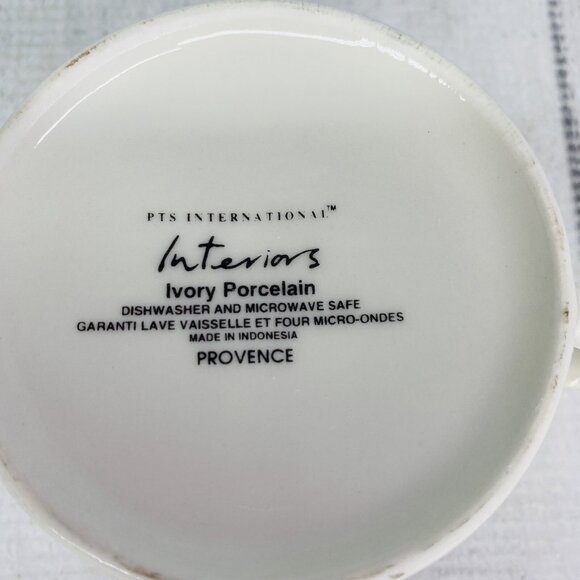 PTS INTERNATIONAL™
Interiors
Ivory Porcelain
DISHWASHER AND MICROWAVE SAFE
GARANTI LAVE VAISSELLE ET FOUR MICRO-ONDES
MADE IN INDONESIA
PROVENCE